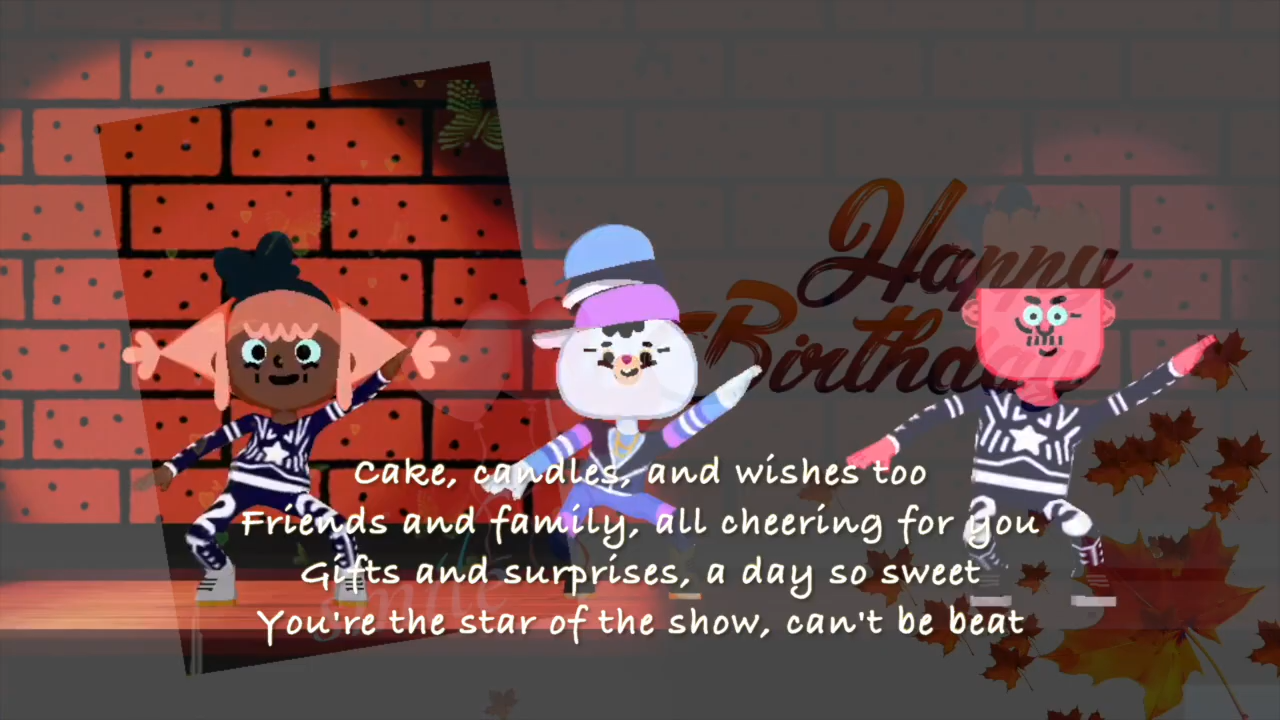 Happy
Birthday
Cake, candles, and wishes too
Friends and family, all cheering for you
Gifts and surprises, a day so sweet
You're the star of the show, can't be beat